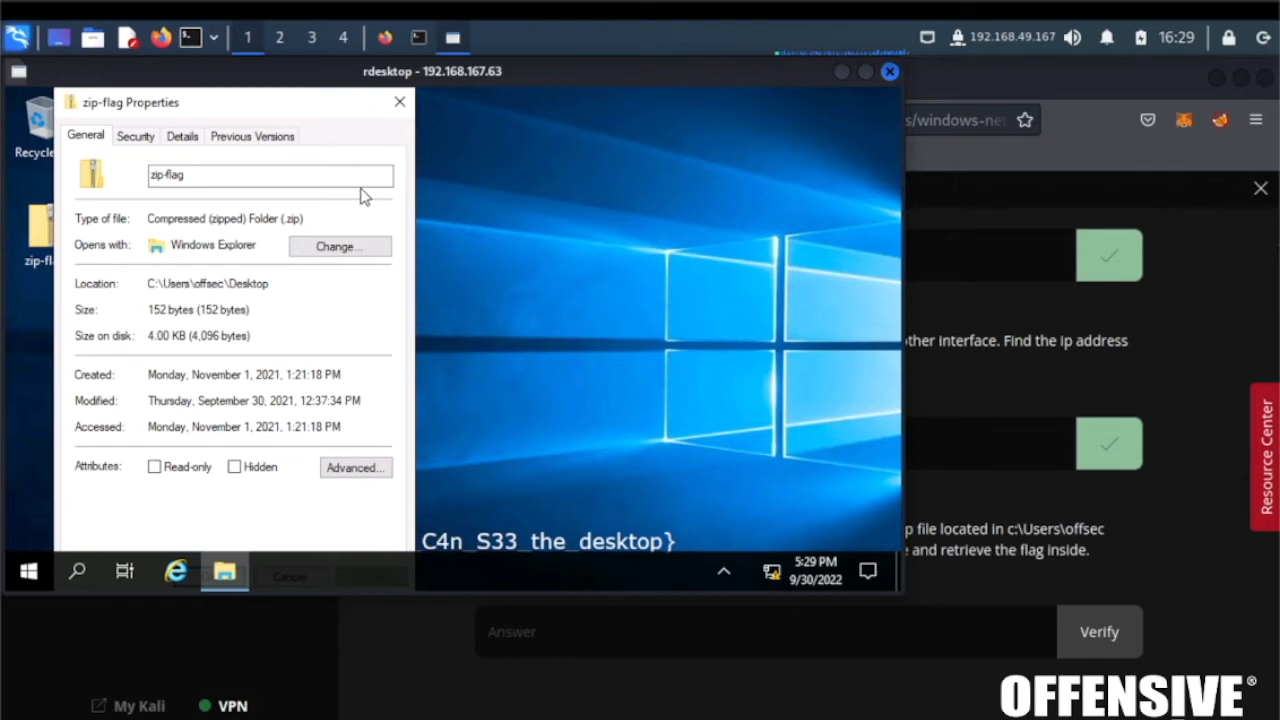 1 2 3 4 192.168.49.167 16:29
rdesktop - 192.168.167.63
zip-flag Properties
General Security Details Previous Versions
zip-flag
Type of file: Compressed (zipped) Folder (.zip)
Opens with: Windows Explorer Change...
Location: C:\Users\offsec\Desktop
Size: 152 bytes (152 bytes)
Size on disk: 4.00 KB (4,096 bytes)
Created: Monday, November 1, 2021, 1:21:18 PM
Modified: Thursday, September 30, 2021, 12:37:34 PM
Accessed: Monday, November 1, 2021, 1:21:18 PM
Attributes: Read-only Hidden Advanced...
Cancel
Recycle
zip-fl
C4n_S33_the_desktop}
5:29 PM
9/30/2022
s/windows-net
other interface. Find the ip address
p file located in c:\Users\offsec
e and retrieve the flag inside.
Answer Verify
Resource Center
My Kali VPN
OFFENSIVE®